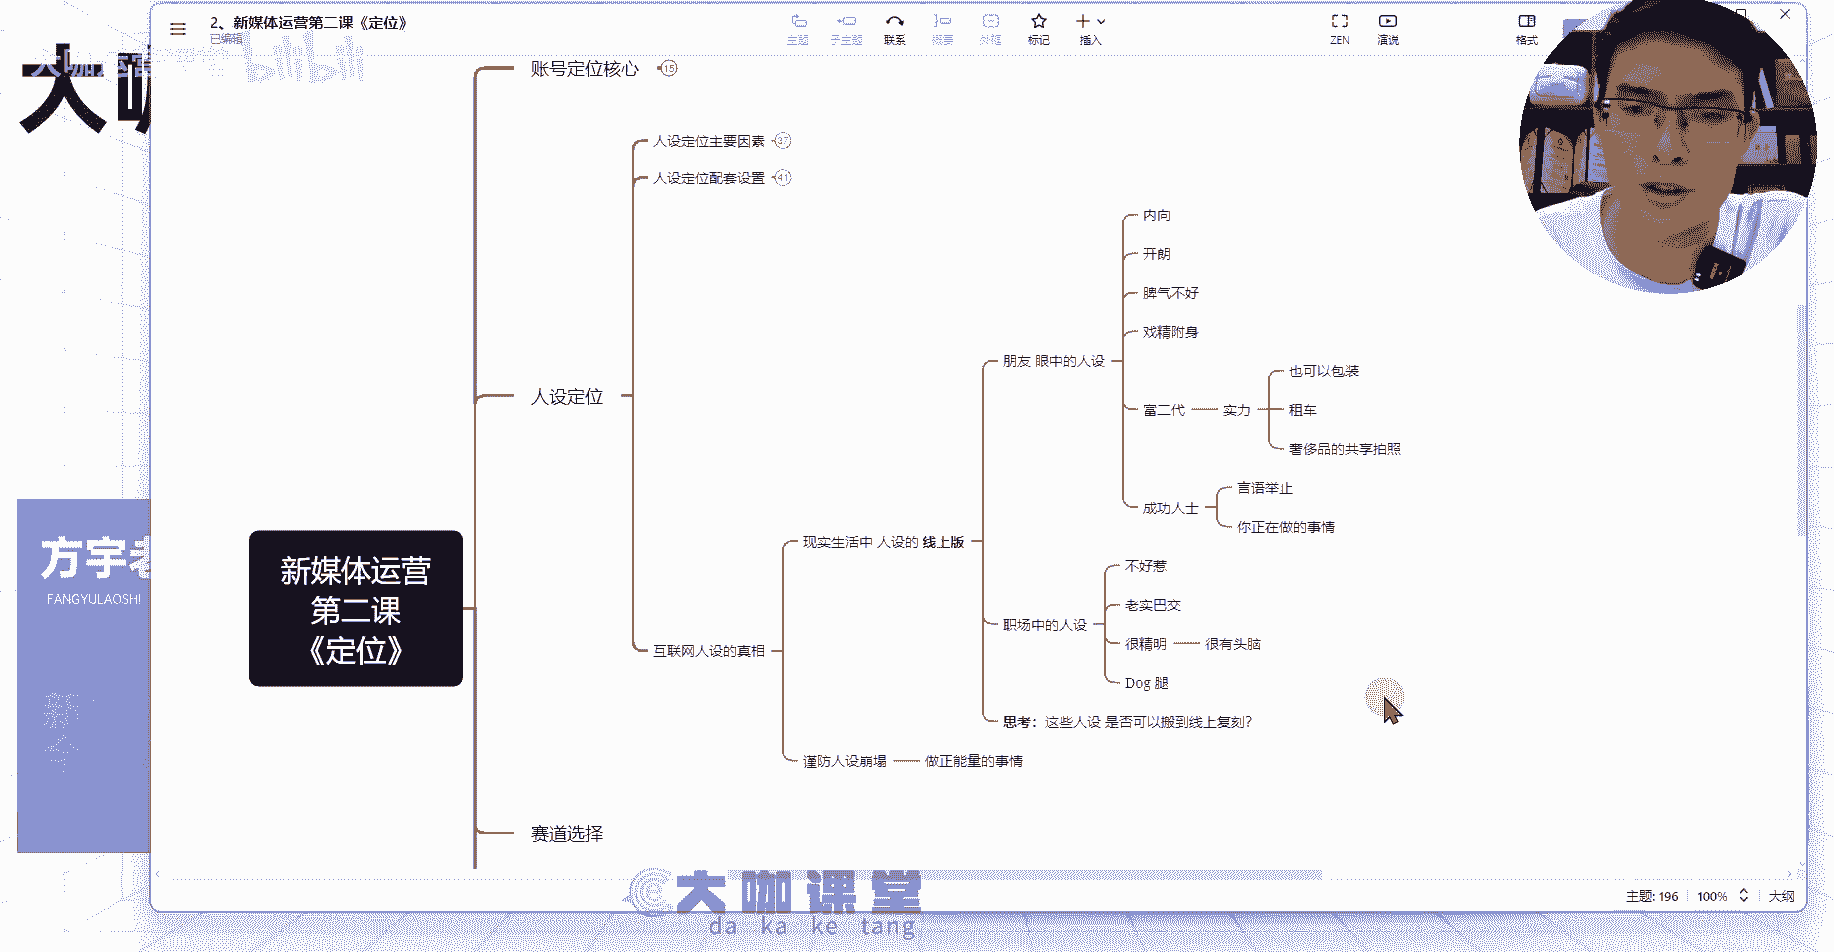 2、新媒体运营第二课《定位》
已编辑
主题
子主题
联系
概要
外框
标记
插入
ZEN
演说
格式
大咖
bilibili
账号定位核心 15
人设定位主要因素 37
人设定位配套设置 41
内向
开朗
脾气不好
戏精附身
朋友 眼中的人设
富二代
实力
也可以包装
租车
奢侈品的共享拍照
成功人士
言语举止
你正在做的事情
人设定位
现实生活中 人设的 线上版
不好惹
老实巴交
职场中的人设
很精明
很有头脑
Dog 腿
互联网人设的真相
思考：这些人设 是否可以搬到线上复刻？
谨防人设崩塌
做正能量的事情
新媒体运营
第二课
《定位》
赛道选择
方宇老
FANGYULAOSHI
主题: 196
100%
大纲
大咖课堂
da ka ke tang